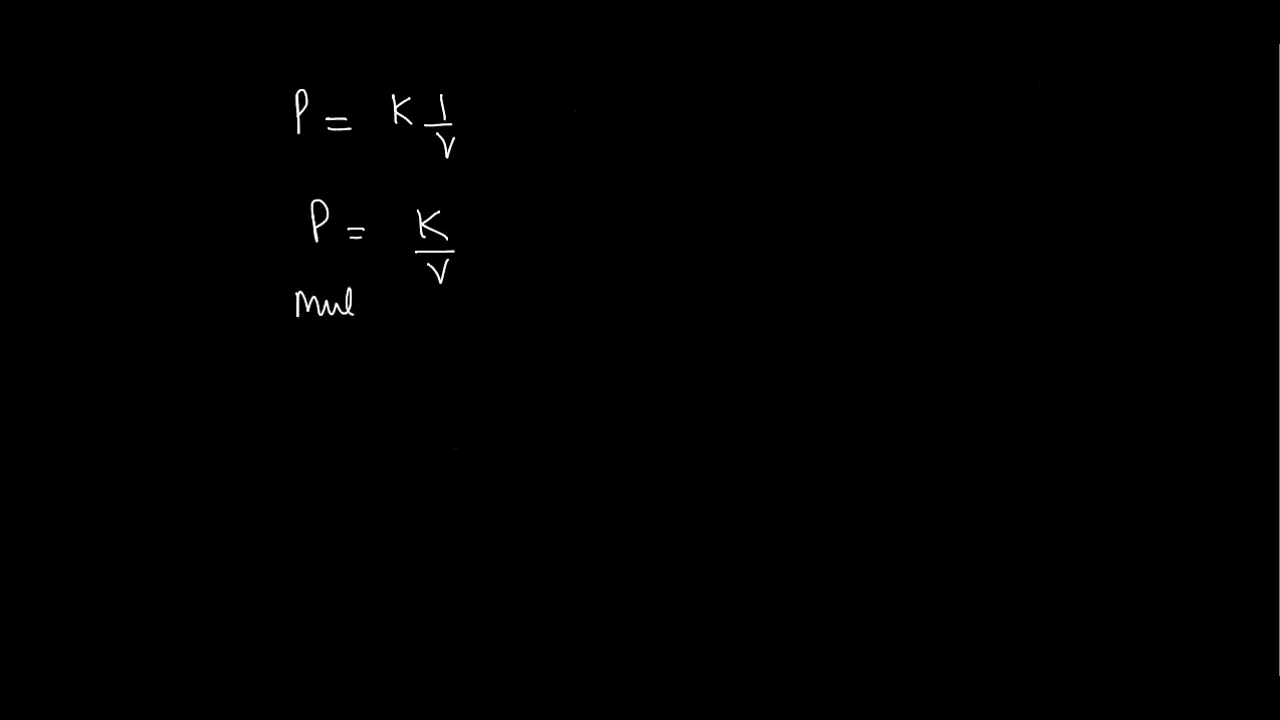 P = K 1/V
P = K/V
mul